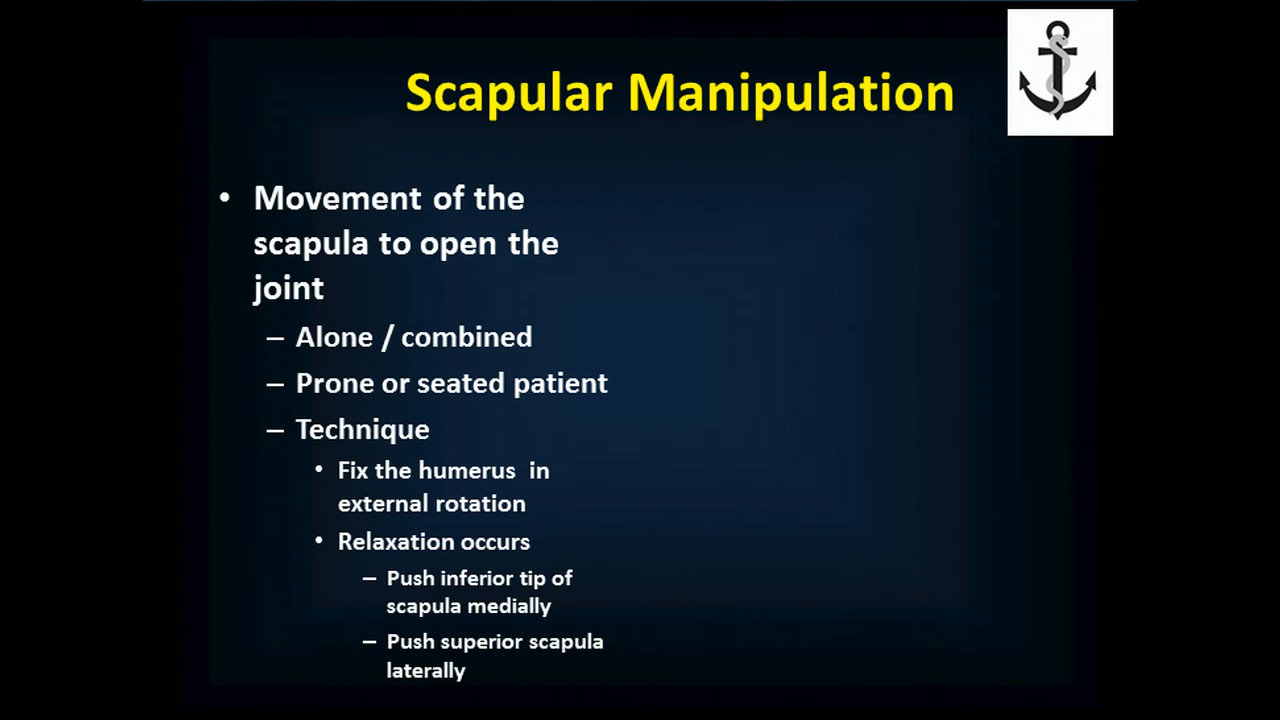 Scapular Manipulation
• Movement of the
scapula to open the
joint
– Alone / combined
– Prone or seated patient
– Technique
• Fix the humerus in
external rotation
• Relaxation occurs
– Push inferior tip of
scapula medially
– Push superior scapula
laterally